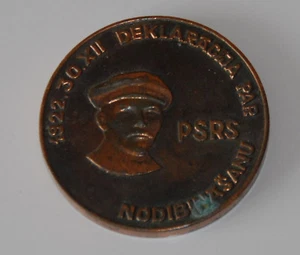 1922.30.XII DEKLARĀCIJA PAR
PSRS
NODIBINĀŠANU